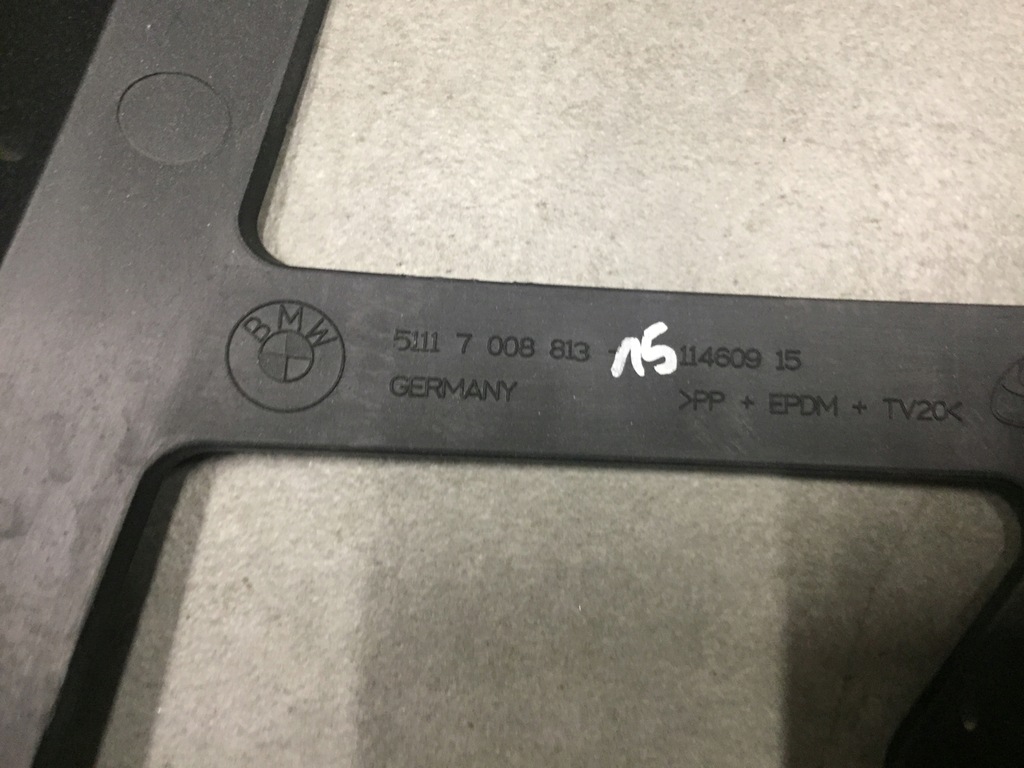 BMW
5111 7 008 813 - 15 114609 15
GERMANY
>PP + EPDM + TV20<